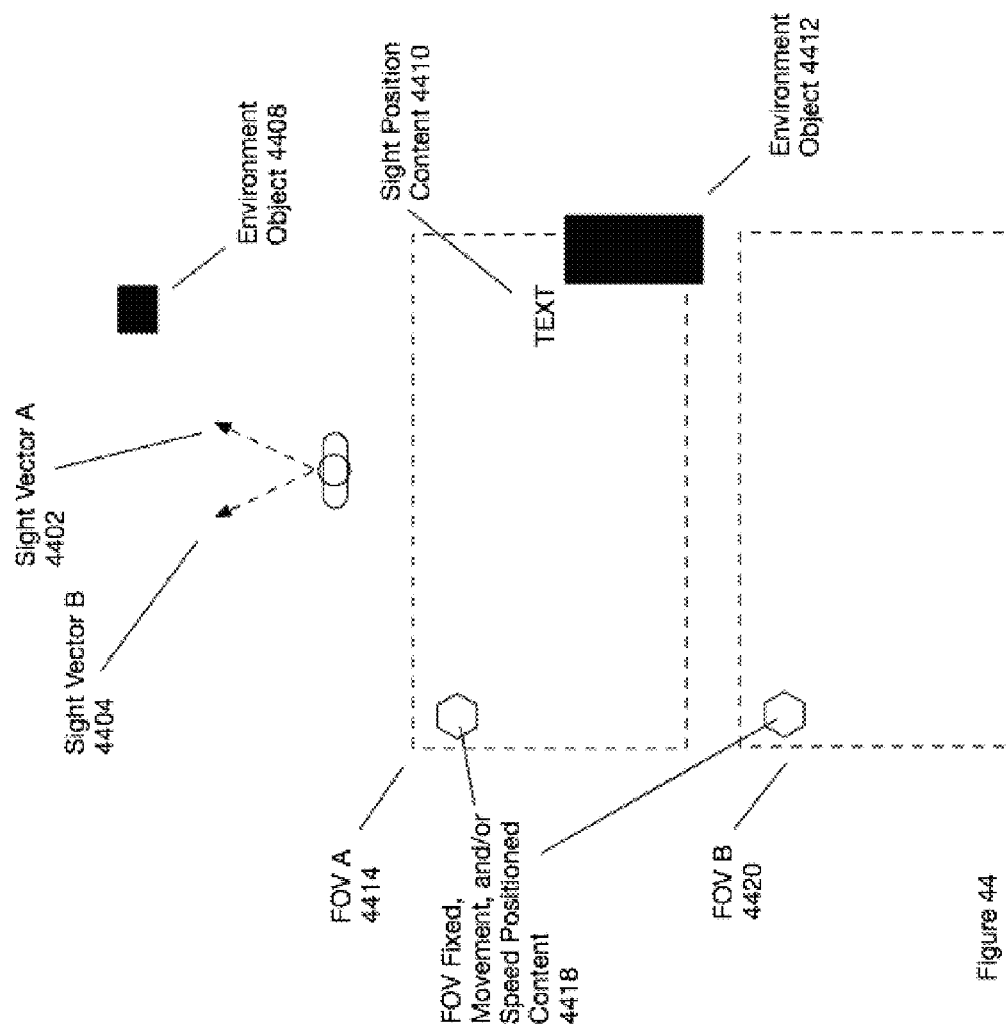 Sight Vector A
4402
Sight Vector B
4404
Environment
Object 4408
FOV A
4414
Sight Position
Content 4410
TEXT
FOV Fixed,
Movement, and/or
Speed Positioned
Content
4418
Environment
Object 4412
FOV B
4420
Figure 44